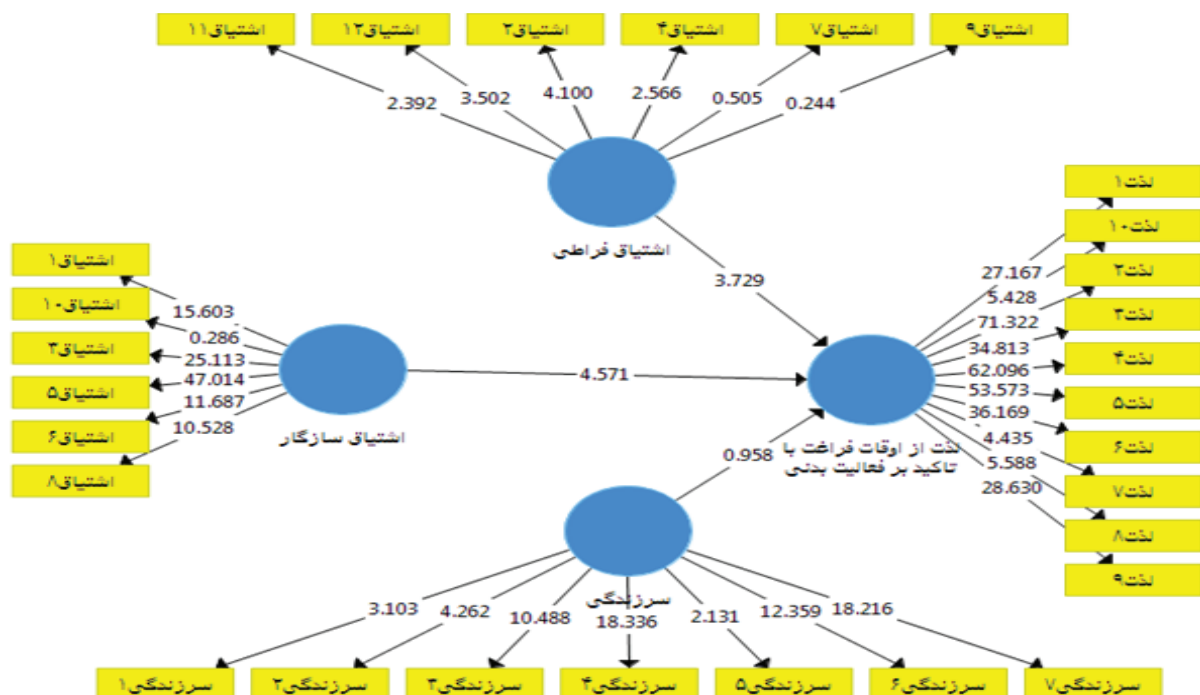 اشتیاق۱۱
اشتیاق۱۲
اشتیاق۲
اشتیاق۴
اشتیاق۷
اشتیاق۹
2.392
3.502
4.100
2.566
0.505
0.244
اشتیاق فراطی
3.729
اشتیاق۱
اشتیاق۱۰
اشتیاق۳
اشتیاق۵
اشتیاق۶
اشتیاق۸
15.603
0.286
25.113
47.014
11.687
10.528
اشتیاق سازگار
4.571
لذت۱
لذت۱۰
لذت۲
لذت۳
لذت۴
لذت۵
لذت۶
لذت۷
لذت۸
لذت۹
27.167
5.428
71.322
34.813
62.096
53.573
36.169
4.435
5.588
28.630
لذت از اوقات فراغت با
تاکید بر فعالیت بدنی
0.958
سرزندگی
3.103
4.262
10.488
18.336
2.131
12.359
18.216
سرزندگی۱
سرزندگی۲
سرزندگی۳
سرزندگی۴
سرزندگی۵
سرزندگی۶
سرزندگی۷